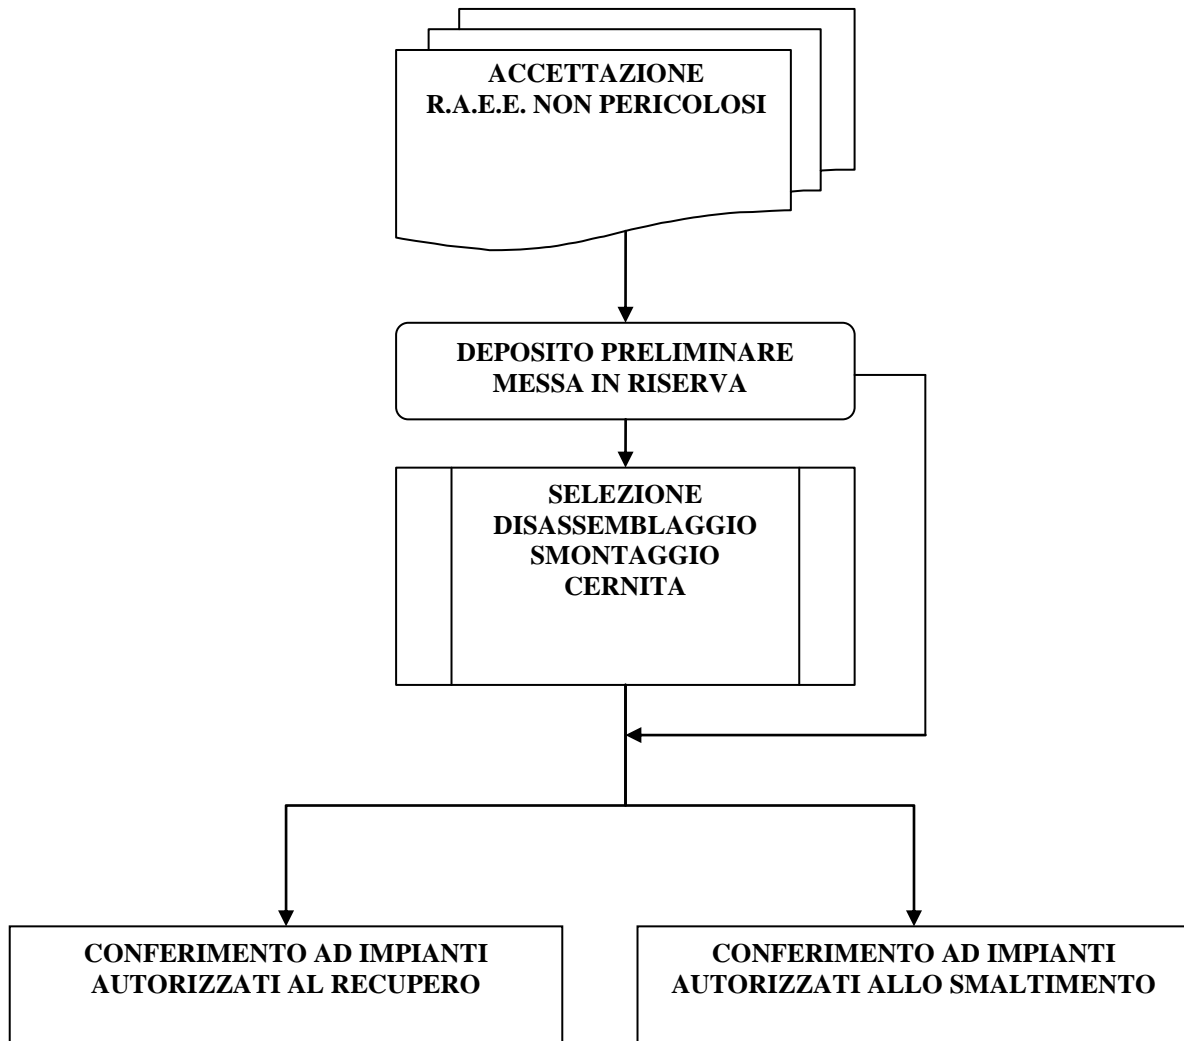 ACCETTAZIONE
R.A.E.E. NON PERICOLOSI
DEPOSITO PRELIMINARE
MESSA IN RISERVA
SELEZIONE
DISASSEMBLAGGIO
SMONTAGGIO
CERNITA
CONFERIMENTO AD IMPIANTI
AUTORIZZATI AL RECUPERO
CONFERIMENTO AD IMPIANTI
AUTORIZZATI ALLO SMALTIMENTO